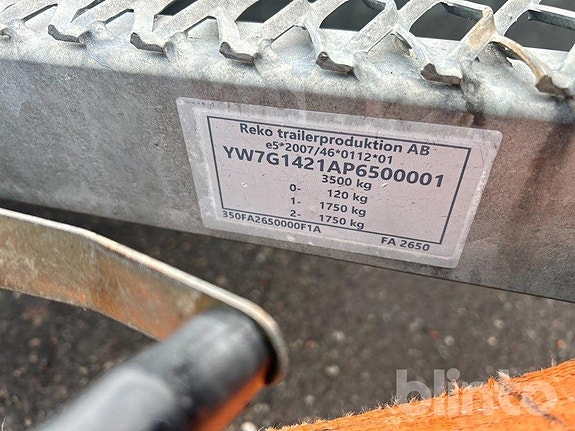 Reko trailerproduktion AB
e5*2007/46*0112*01
YW7G1421AP6500001
3500 kg
0- 120 kg
1- 1750 kg
2- 1750 kg
350FA2650000F1A FA 2650
blinto